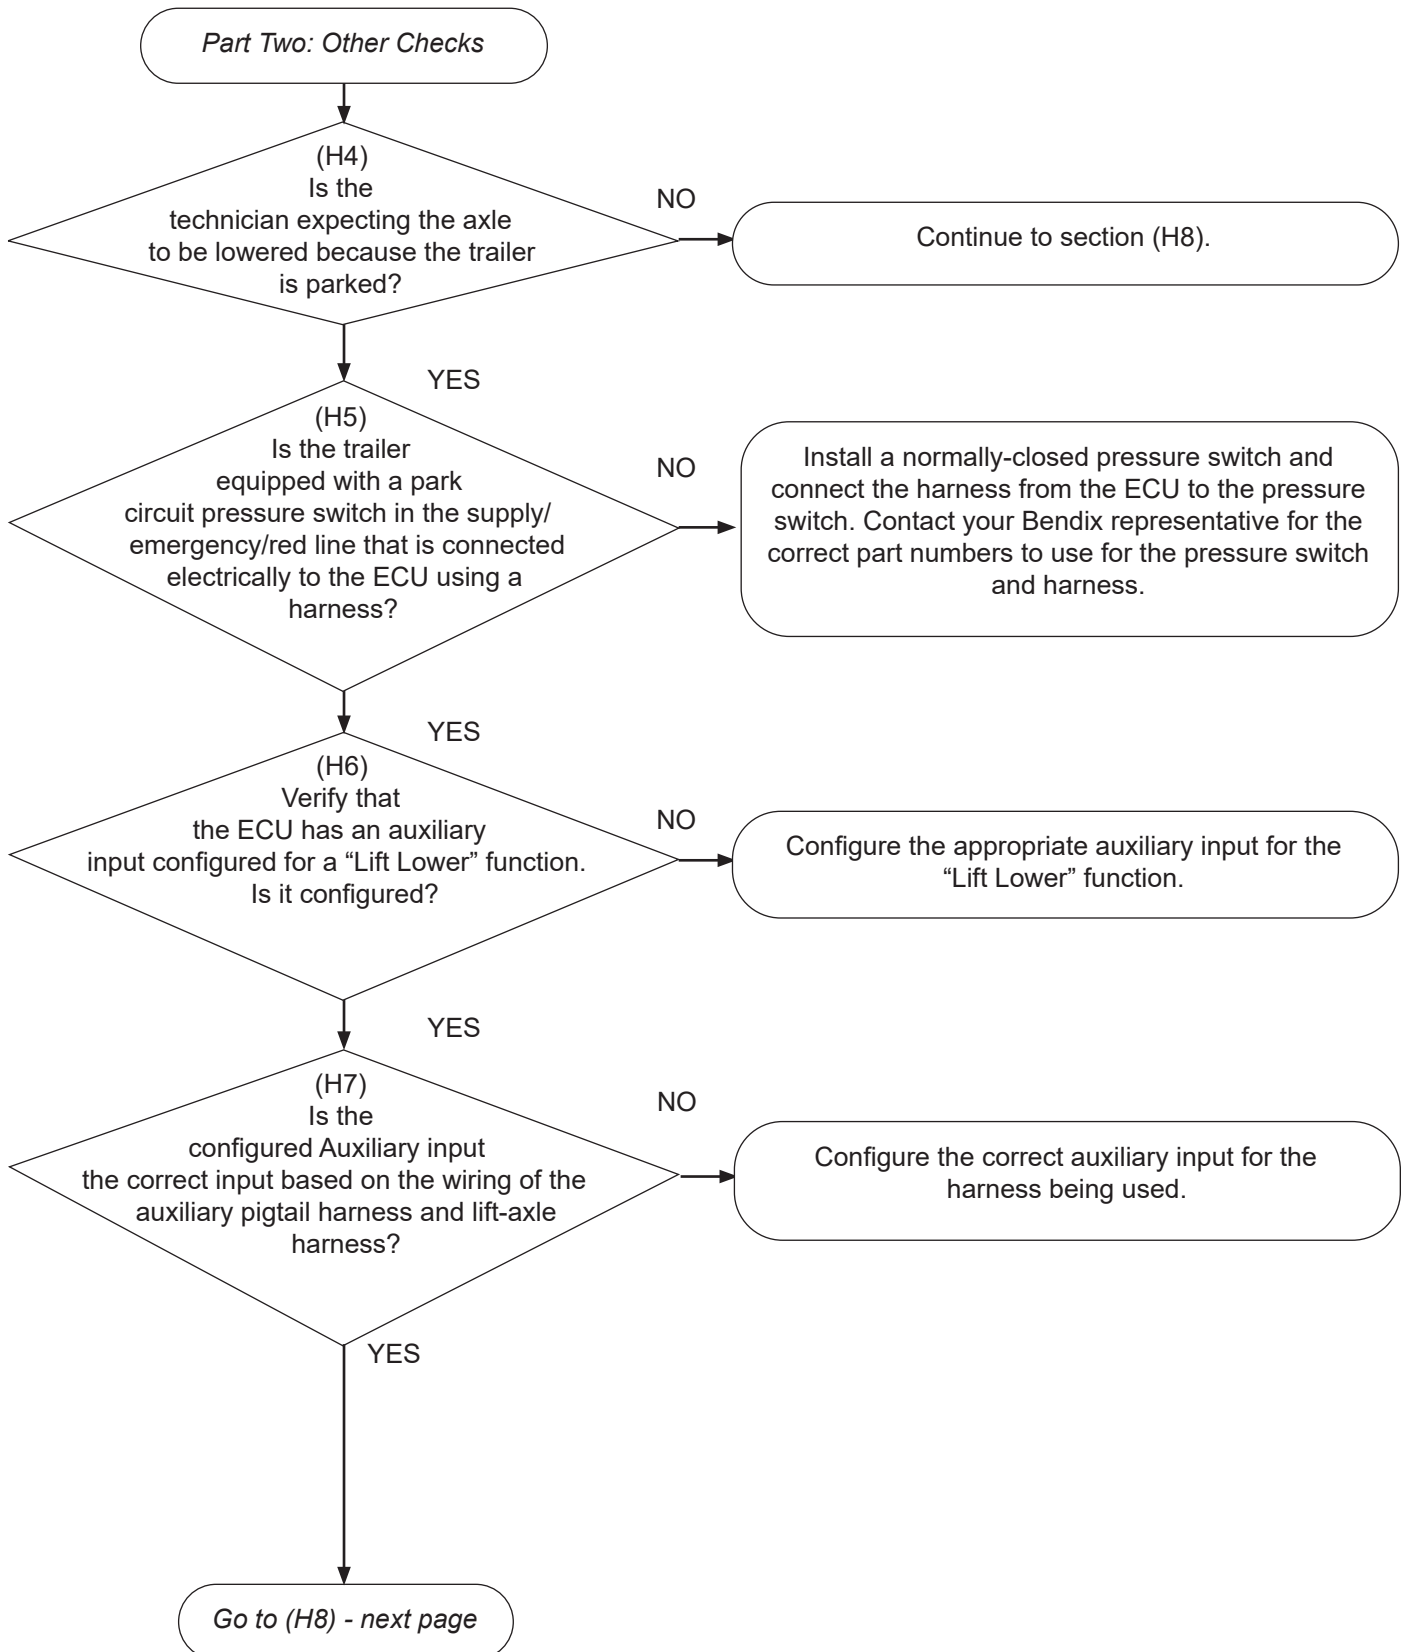 Part Two: Other Checks
(H4)
Is the
technician expecting the axle
to be lowered because the trailer
is parked?
NO
Continue to section (H8).
YES
(H5)
Is the trailer
equipped with a park
circuit pressure switch in the supply/
emergency/red line that is connected
electrically to the ECU using a
harness?
NO
Install a normally-closed pressure switch and
connect the harness from the ECU to the pressure
switch. Contact your Bendix representative for the
correct part numbers to use for the pressure switch
and harness.
YES
(H6)
Verify that
the ECU has an auxiliary
input configured for a “Lift Lower” function.
Is it configured?
NO
Configure the appropriate auxiliary input for the
“Lift Lower” function.
YES
(H7)
Is the
configured Auxiliary input
the correct input based on the wiring of the
auxiliary pigtail harness and lift-axle
harness?
NO
Configure the correct auxiliary input for the
harness being used.
YES
Go to (H8) - next page